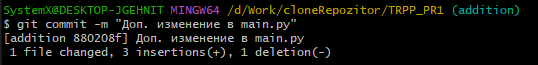 SystemX@DESKTOP-JGEHNIT MINGW64 /d/Work/cloneRepozitor/TRPP_PR1 (addition)
$ git commit -m "Доп. изменение в main.py"
[addition 880208f] Доп. изменение в main.py
1 file changed, 3 insertions(+), 1 deletion(-)